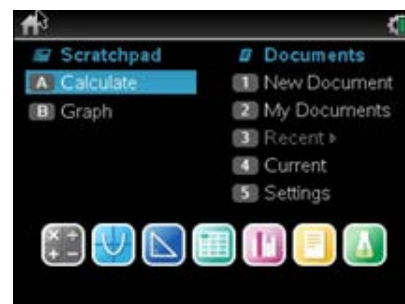 Scratchpad
A Calculate
B Graph
Documents
1 New Document
2 My Documents
3 Recent ▸
4 Current
5 Settings